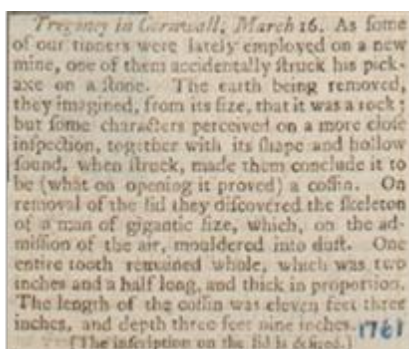 Tregony in Cornwall, March 16. As ſome
of our tinners were lately employed on a new
mine, one of them accidentally ſtruck his pick-
axe on a ſtone. The earth being removed,
they imagined, from its ſize, that it was a rock;
but ſome characters perceived on a more cloſe
inſpection, together with its ſhape and hollow
ſound, when ſtruck, made them conclude it to
be (what on opening it proved) a coffin. On
removal of the lid they diſcovered the ſkeleton
of a man of gigantic ſize, which, on the ad-
miſſion of the air, mouldered into duſt. One
entire tooth remained whole, which was two
inches and a half long, and thick in proportion.
The length of the coffin was eleven feet three
inches, and depth three feet nine inches. 1761
[The inſcription on the lid is